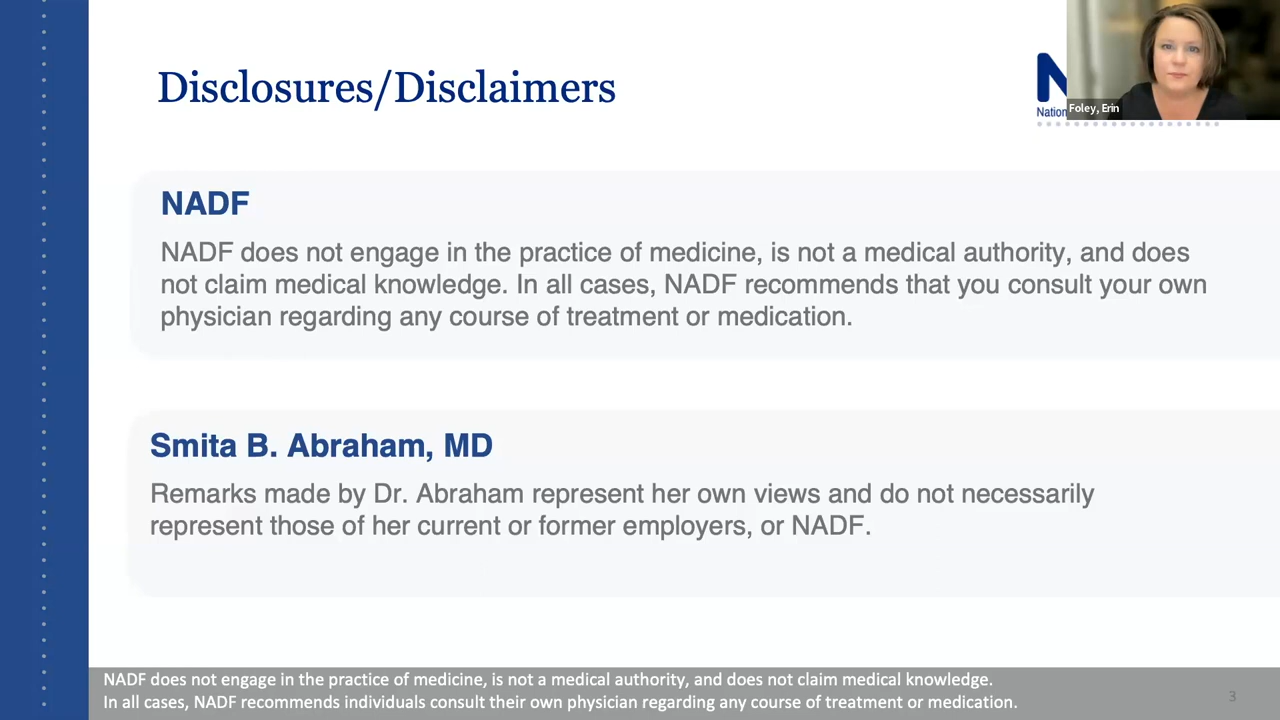 Disclosures/Disclaimers
N
Nation
Foley, Erin
NADF
NADF does not engage in the practice of medicine, is not a medical authority, and does
not claim medical knowledge. In all cases, NADF recommends that you consult your own
physician regarding any course of treatment or medication.
Smita B. Abraham, MD
Remarks made by Dr. Abraham represent her own views and do not necessarily
represent those of her current or former employers, or NADF.
NADF does not engage in the practice of medicine, is not a medical authority, and does not claim medical knowledge.
In all cases, NADF recommends individuals consult their own physician regarding any course of treatment or medication.
3